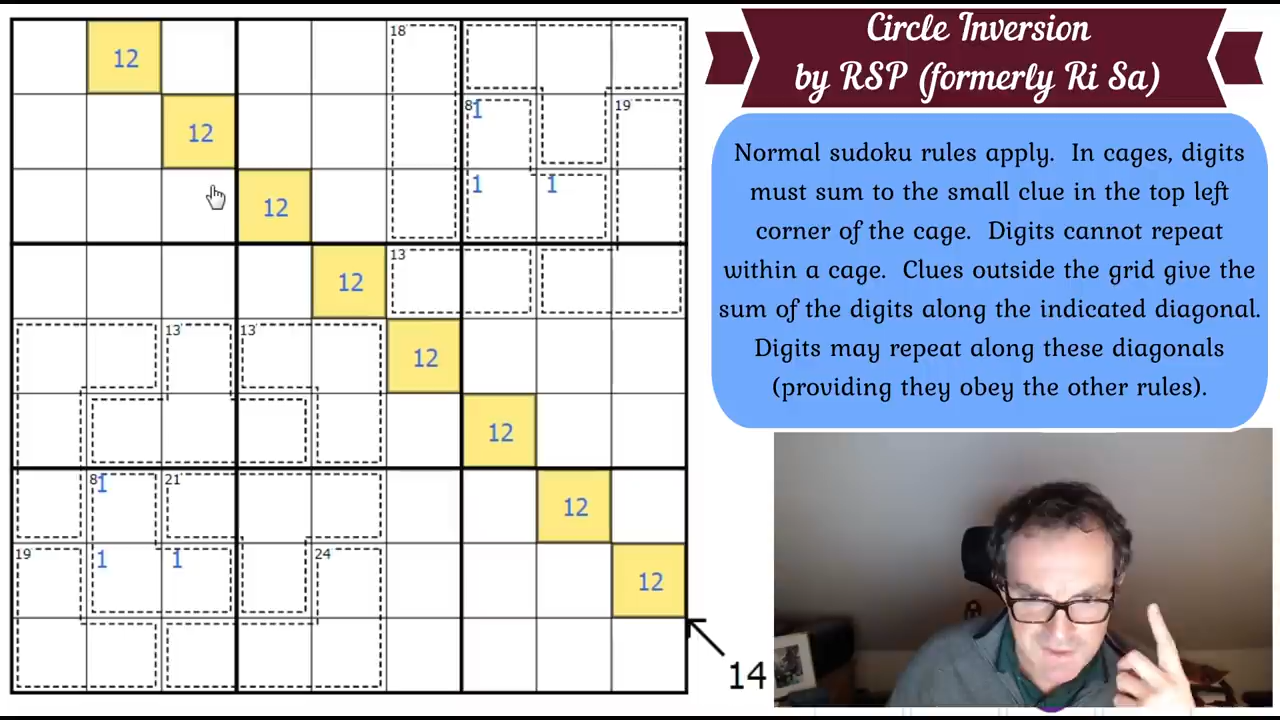 Circle Inversion
by RSP (formerly Ri Sa)
Normal sudoku rules apply. In cages, digits
must sum to the small clue in the top left
corner of the cage. Digits cannot repeat
within a cage. Clues outside the grid give the
sum of the digits along the indicated diagonal.
Digits may repeat along these diagonals
(providing they obey the other rules).
12 18
12 8 1 19
12 1 1
12 13
13 13 12
12
8 1 21 12
19 1 1 24 12
14